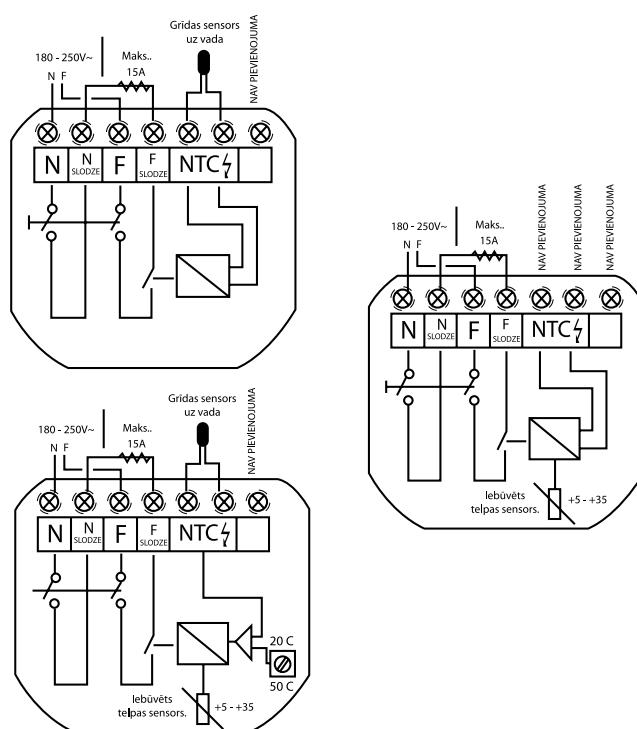 Grīdas sensors
uz vada
180 - 250V~
Maks..
15A
N F
NAV PIEVIENOJUMA
N
N
SLODZE
F
F
SLODZE
NTC
180 - 250V~
Maks..
15A
N F
NAV PIEVIENOJUMA
NAV PIEVIENOJUMA
NAV PIEVIENOJUMA
N
N
SLODZE
F
F
SLODZE
NTC
Iebūvēts
telpas sensors.
+5 - +35
Grīdas sensors
uz vada
180 - 250V~
Maks..
15A
N F
NAV PIEVIENOJUMA
N
N
SLODZE
F
F
SLODZE
NTC
20 C
50 C
Iebūvēts
telpas sensors.
+5 - +35